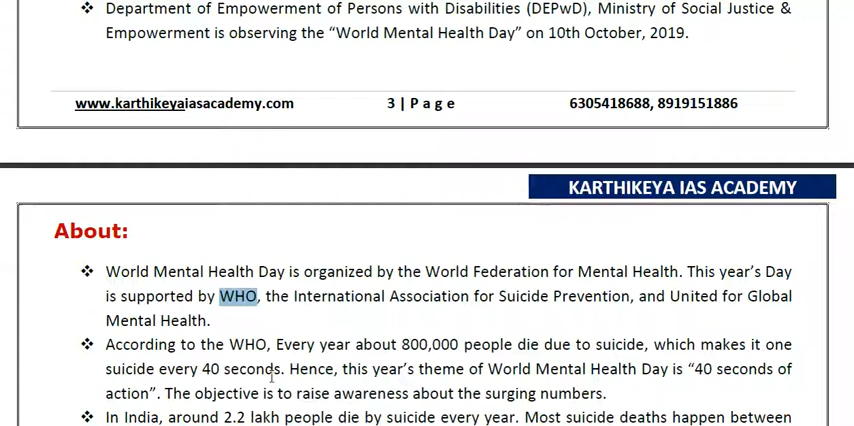 ❖ Department of Empowerment of Persons with Disabilities (DEPwD), Ministry of Social Justice &
Empowerment is observing the “World Mental Health Day” on 10th October, 2019.
www.karthikeyaiasacademy.com 3 | P a g e 6305418688, 8919151886
KARTHIKEYA IAS ACADEMY
About:
❖ World Mental Health Day is organized by the World Federation for Mental Health. This year’s Day
is supported by WHO, the International Association for Suicide Prevention, and United for Global
Mental Health.
❖ According to the WHO, Every year about 800,000 people die due to suicide, which makes it one
suicide every 40 seconds. Hence, this year’s theme of World Mental Health Day is “40 seconds of
action”. The objective is to raise awareness about the surging numbers.
❖ In India, around 2.2 lakh people die by suicide every year. Most suicide deaths happen between